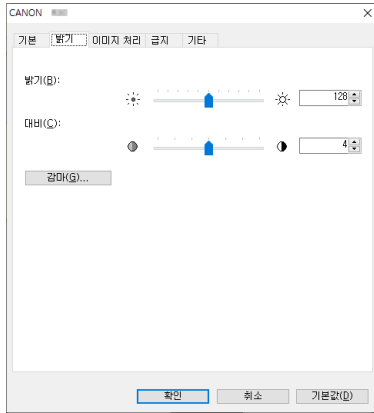 CANON
기본 밝기 이미지 처리 급지 기타
밝기(B):
128
대비(C):
4
감마(G)...
확인 취소 기본값(D)